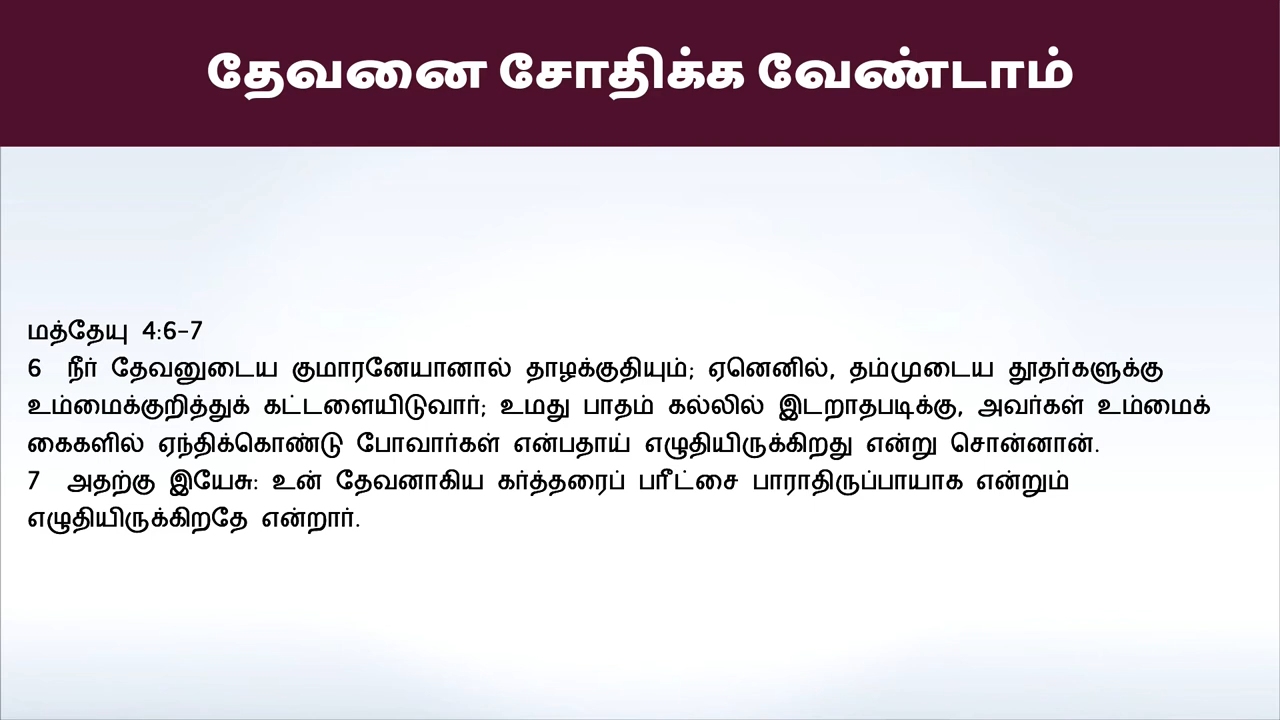 தேவனை சோதிக்க வேண்டாம்
மத்தேயு 4:6-7
6 நீர் தேவனுடைய குமாரனேயானால் தாழக்குதியும்; ஏனெனில், தம்முடைய தூதர்களுக்கு
உம்மைக்குறித்துக் கட்டளையிடுவார்; உமது பாதம் கல்லில் இடறாதபடிக்கு, அவர்கள் உம்மைக்
கைகளில் ஏந்திக்கொண்டு போவார்கள் என்பதாய் எழுதியிருக்கிறது என்று சொன்னான்.
7 அதற்கு இயேசு: உன் தேவனாகிய கர்த்தரைப் பரீட்சை பாராதிருப்பாயாக என்றும்
எழுதியிருக்கிறதே என்றார்.